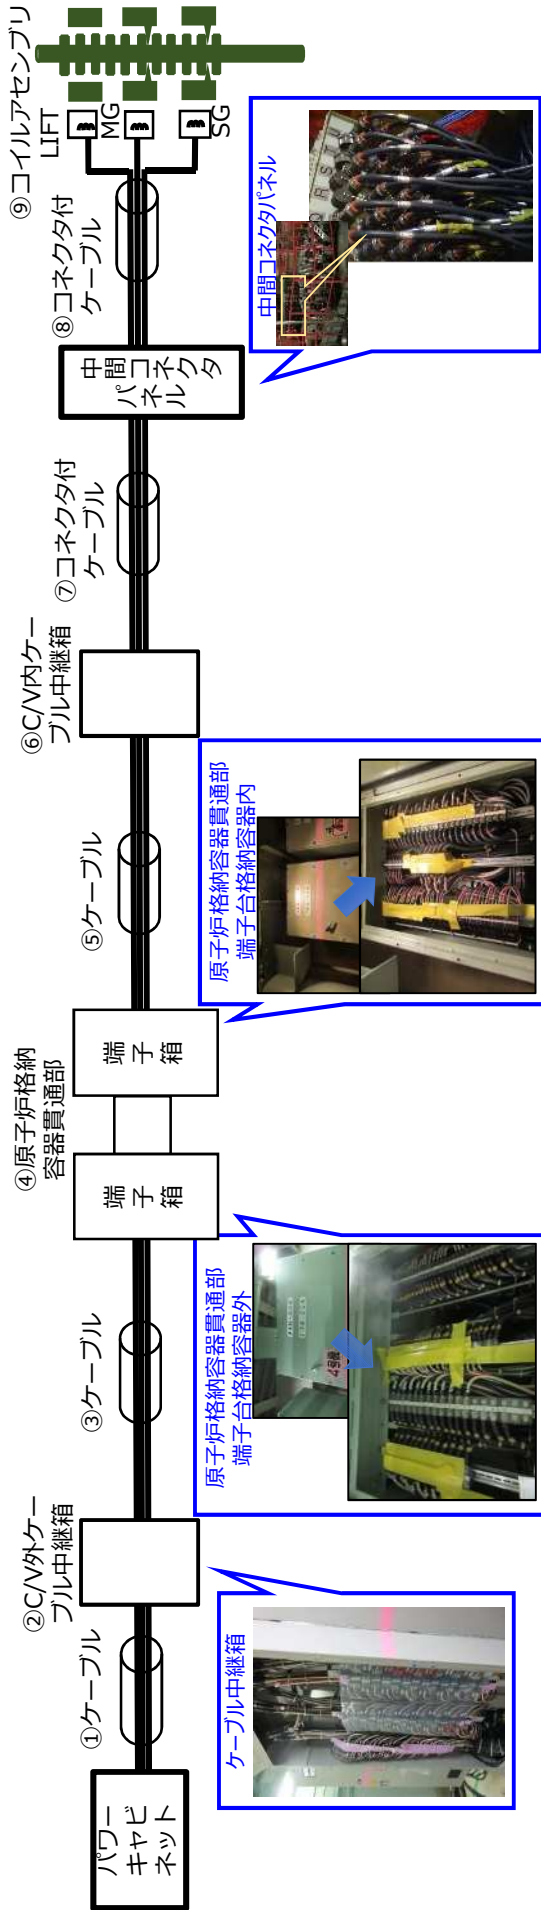 パワー
キャビ
ネット
①ケーブル
②C/V外ケー
ブル中継箱
③ケーブル
④原子炉格納
容器貫通部
端子箱
端子箱
⑤ケーブル
⑥C/V内ケー
ブル中継箱
⑦コネクタ付
ケーブル
中間コネクタ
パネル
⑧コネクタ付
ケーブル
⑨コイルアセンブリ
LIFT
MG
SG
ケーブル中継箱
原子炉格納容器貫通部
端子台格納容器外
原子炉格納容器貫通部
端子台格納容器内
中間コネクタパネル